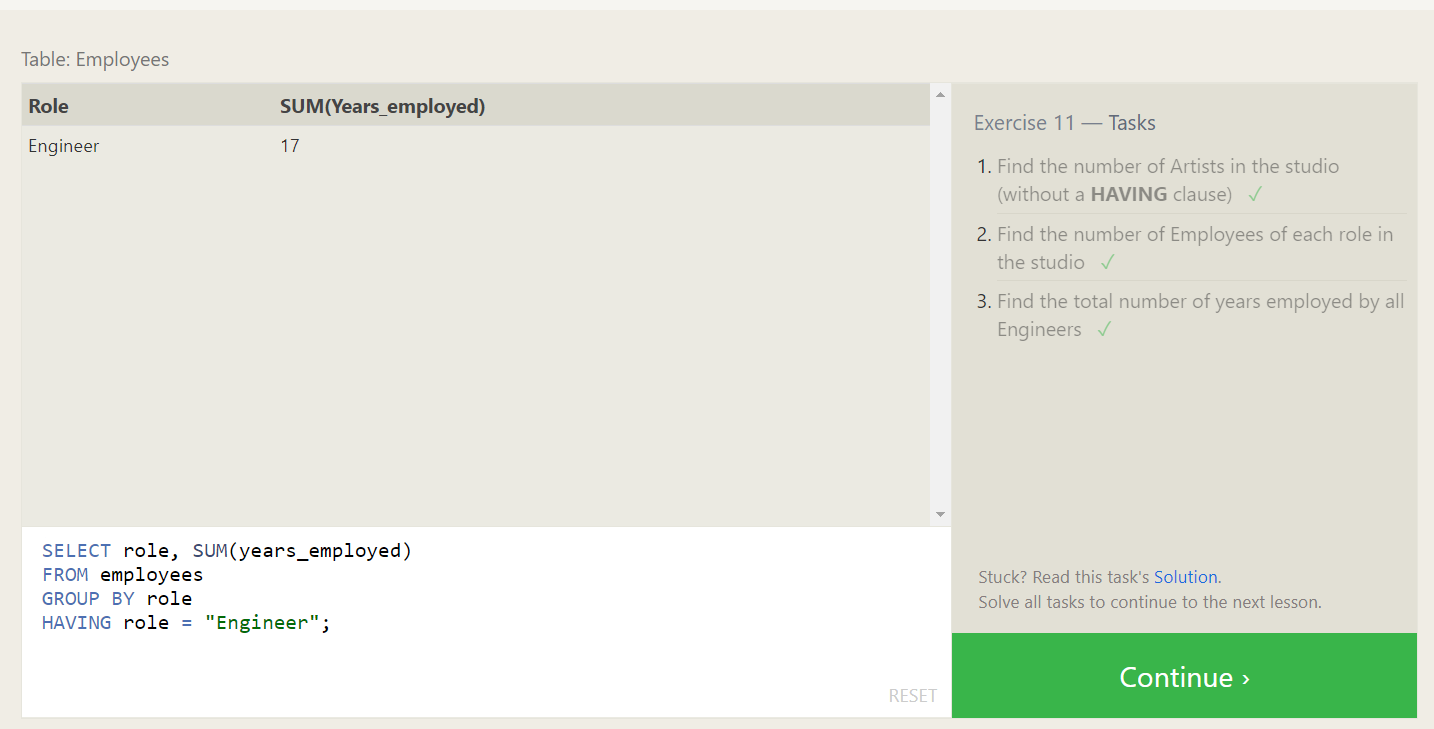 Table: Employees
Role SUM(Years_employed)
Engineer 17
SELECT role, SUM(years_employed)
FROM employees
GROUP BY role
HAVING role = "Engineer";
RESET
Exercise 11 — Tasks
1. Find the number of Artists in the studio
(without a HAVING clause) ✓
2. Find the number of Employees of each role in
the studio ✓
3. Find the total number of years employed by all
Engineers ✓
Stuck? Read this task's Solution.
Solve all tasks to continue to the next lesson.
Continue ›